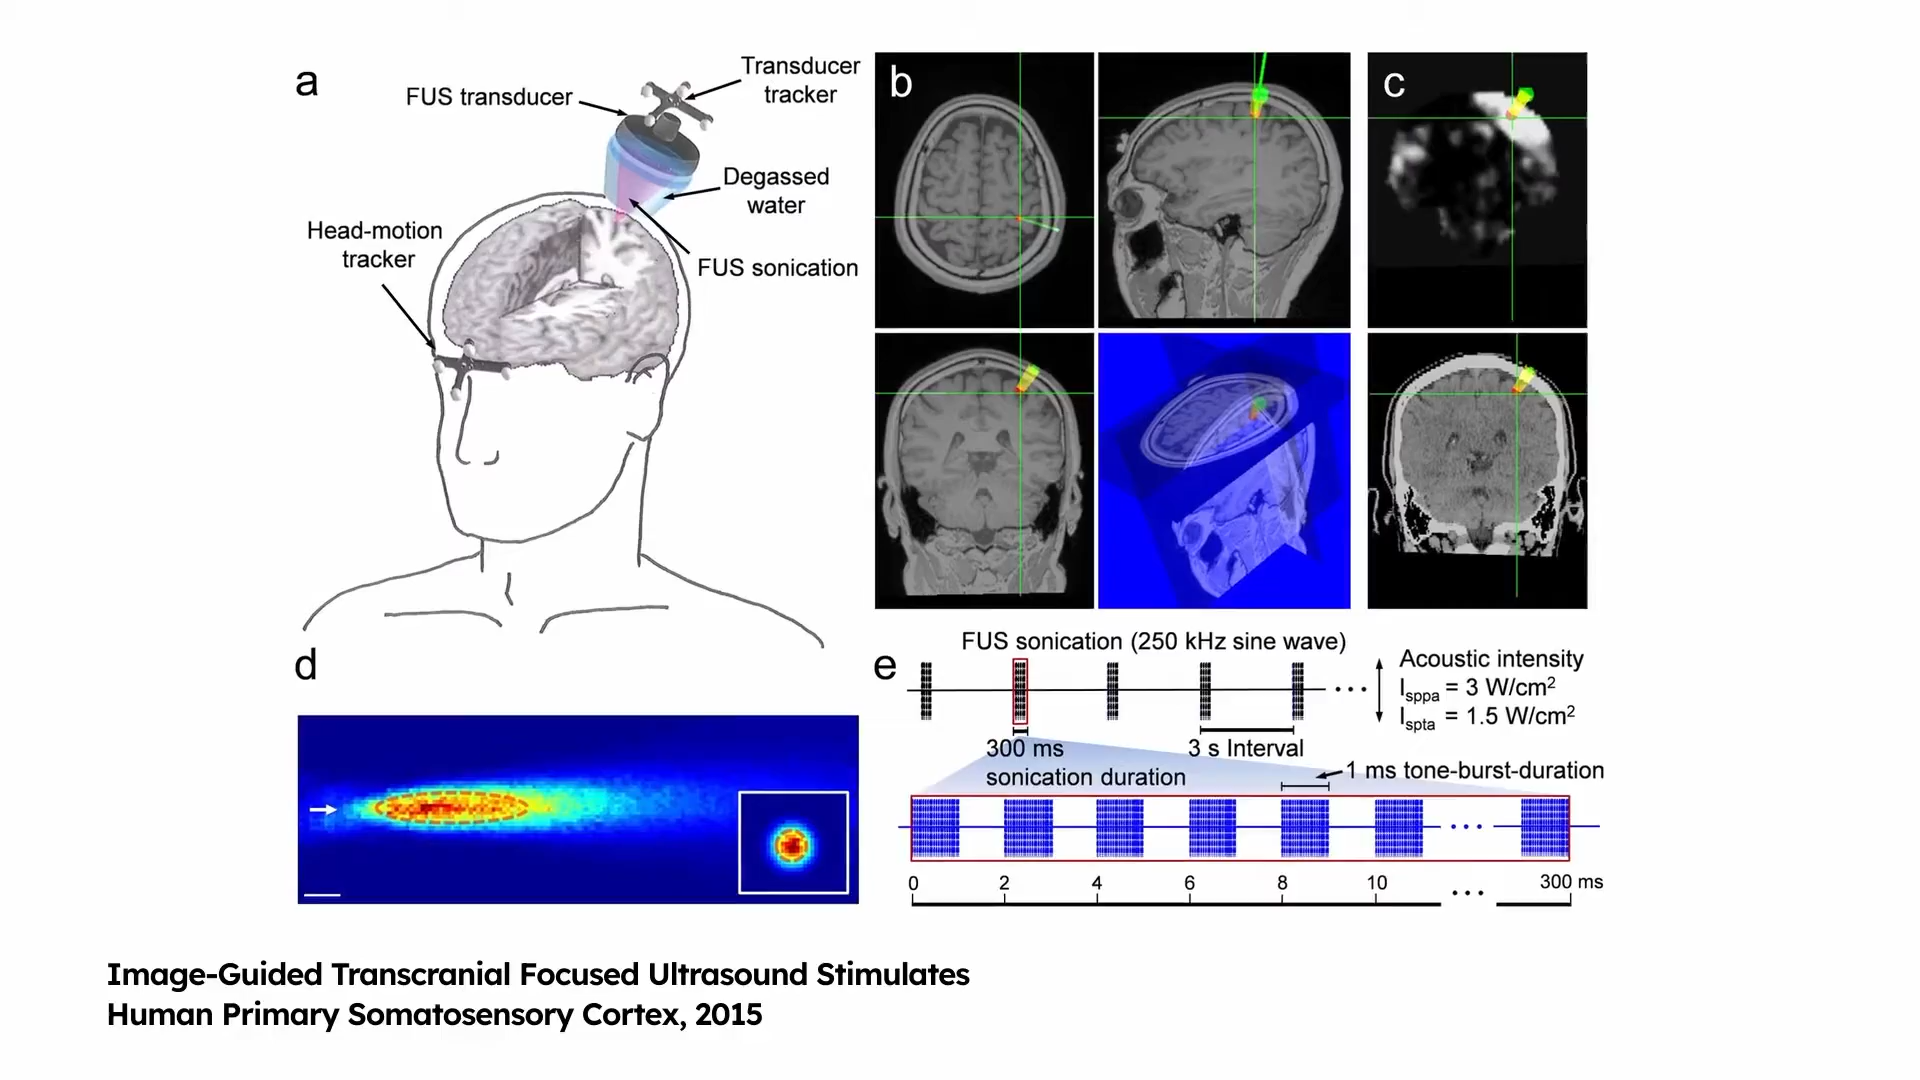 a
Transducer
tracker
FUS transducer
Degassed
water
Head-motion
tracker
FUS sonication
b
c
d
e
FUS sonication (250 kHz sine wave)
Acoustic intensity
Isppa = 3 W/cm²
Ispta = 1.5 W/cm²
300 ms
sonication duration
3 s Interval
1 ms tone-burst-duration
0 2 4 6 8 10 ... 300 ms
Image-Guided Transcranial Focused Ultrasound Stimulates
Human Primary Somatosensory Cortex, 2015